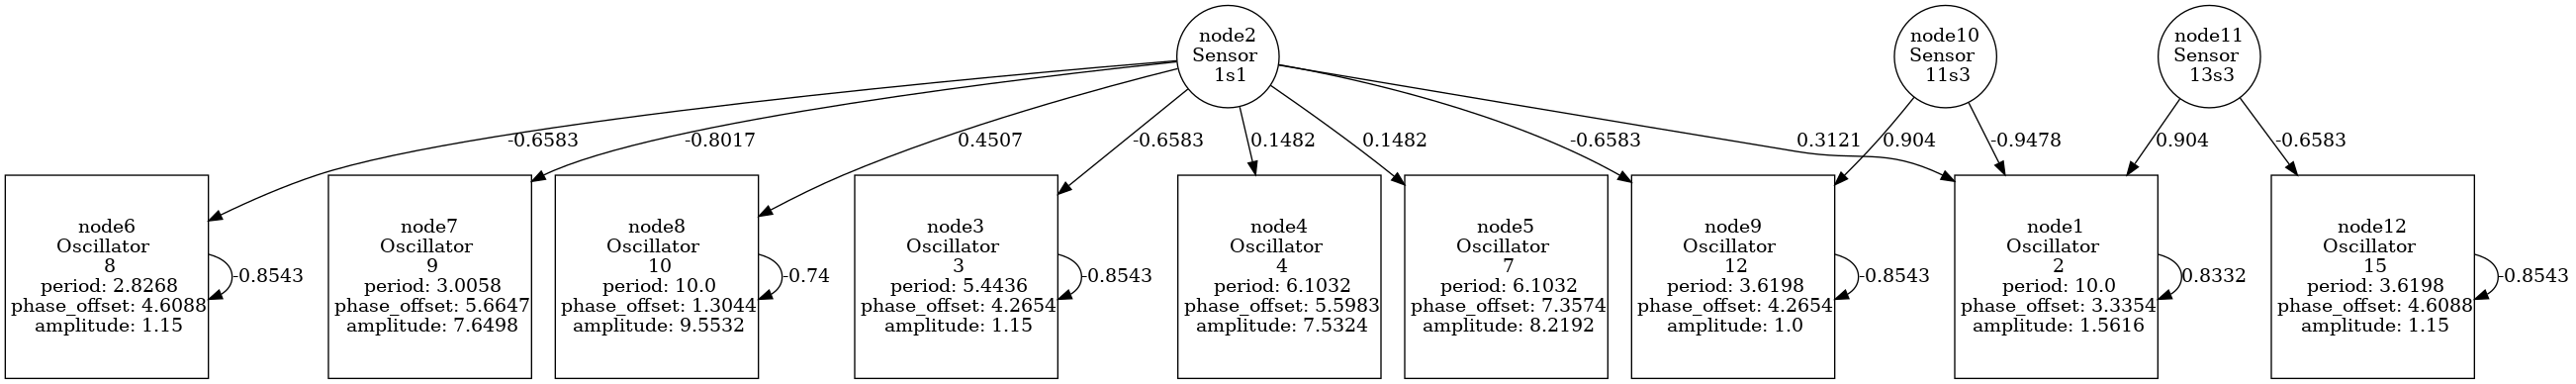 node2
Sensor
1s1
node10
Sensor
11s3
node11
Sensor
13s3
-0.6583
-0.8017
0.4507
-0.6583
0.1482
0.1482
-0.6583
0.3121
0.904
-0.9478
0.904
-0.6583
node6
Oscillator
8
period: 2.8268
phase_offset: 4.6088
amplitude: 1.15
-0.8543
node7
Oscillator
9
period: 3.0058
phase_offset: 5.6647
amplitude: 7.6498
node8
Oscillator
10
period: 10.0
phase_offset: 1.3044
amplitude: 9.5532
-0.74
node3
Oscillator
3
period: 5.4436
phase_offset: 4.2654
amplitude: 1.15
-0.8543
node4
Oscillator
4
period: 6.1032
phase_offset: 5.5983
amplitude: 7.5324
node5
Oscillator
7
period: 6.1032
phase_offset: 7.3574
amplitude: 8.2192
node9
Oscillator
12
period: 3.6198
phase_offset: 4.2654
amplitude: 1.0
-0.8543
node1
Oscillator
2
period: 10.0
phase_offset: 3.3354
amplitude: 1.5616
0.8332
node12
Oscillator
15
period: 3.6198
phase_offset: 4.6088
amplitude: 1.15
-0.8543